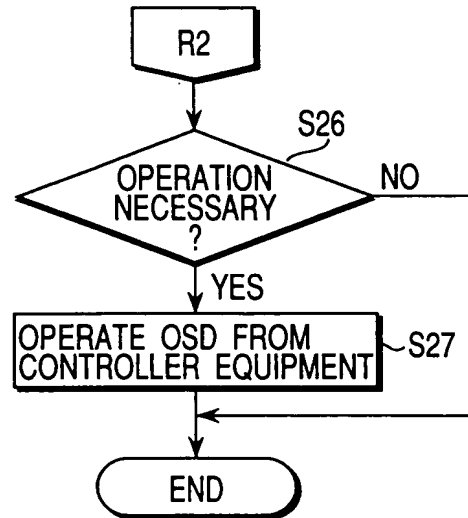 R2
S26
OPERATION
NECESSARY
?
NO
YES
OPERATE OSD FROM
CONTROLLER EQUIPMENT
S27
END